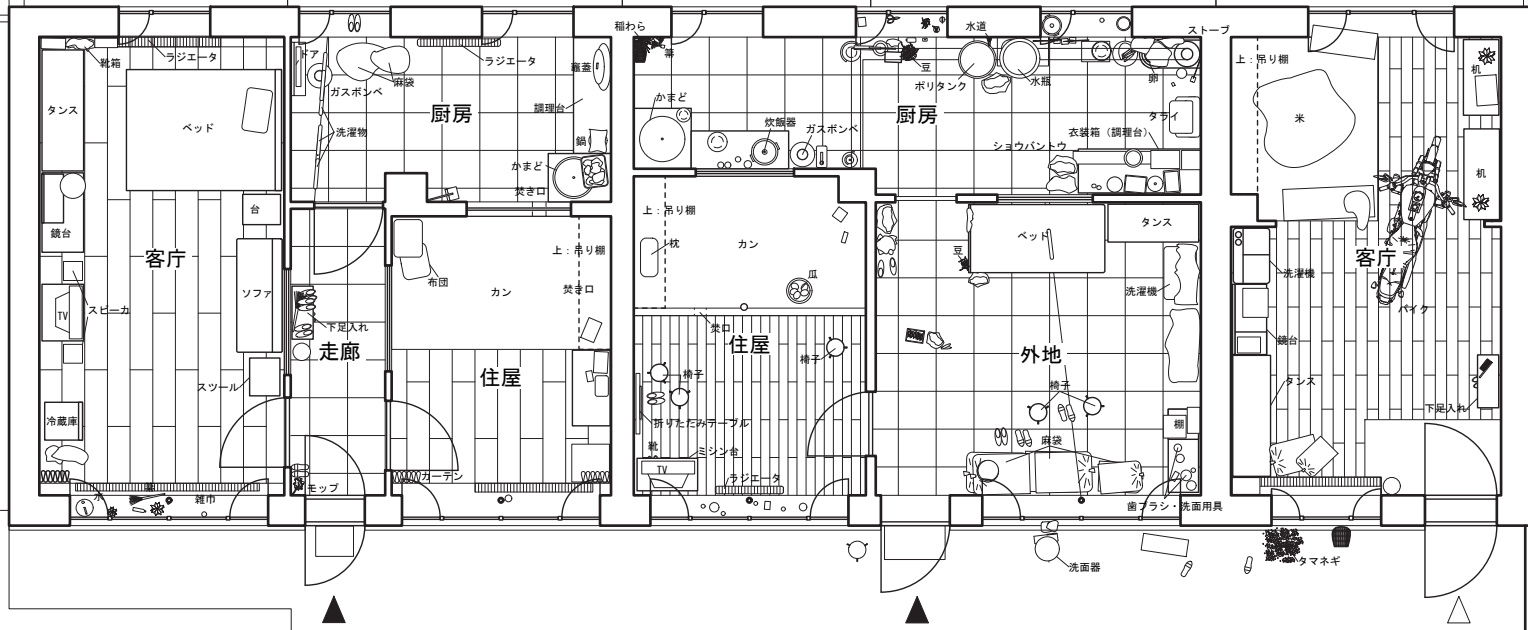 靴箱
ラジエータ
タンス
ベッド
台
鏡台
客庁
ソファ
TV
スピーカ
スツール
冷蔵庫
水
雑巾
ドア
ガスボンベ
麻袋
ラジエータ
竈蓋
厨房
調理台
洗濯物
鍋
かまど
焚き口
上：吊り棚
布団
カン
焚き口
下足入れ
走廊
住屋
モップ
カーテン
稲わら
箒
水道
ストーブ
豆
ポリタンク
水瓶
卵
かまど
炊飯器
ガスボンベ
厨房
タライ
衣装箱（調理台）
ショウバントウ
上：吊り棚
枕
カン
瓜
焚口
住屋
椅子
椅子
折りたたみテーブル
靴
ミシン台
TV
ラジエータ
ベッド
タンス
豆
洗濯機
外地
椅子
棚
麻袋
歯ブラシ・洗面用具
洗面器
上：吊り棚
米
机
机
客庁
洗濯機
バイク
鏡台
タンス
下足入れ
タマネギ